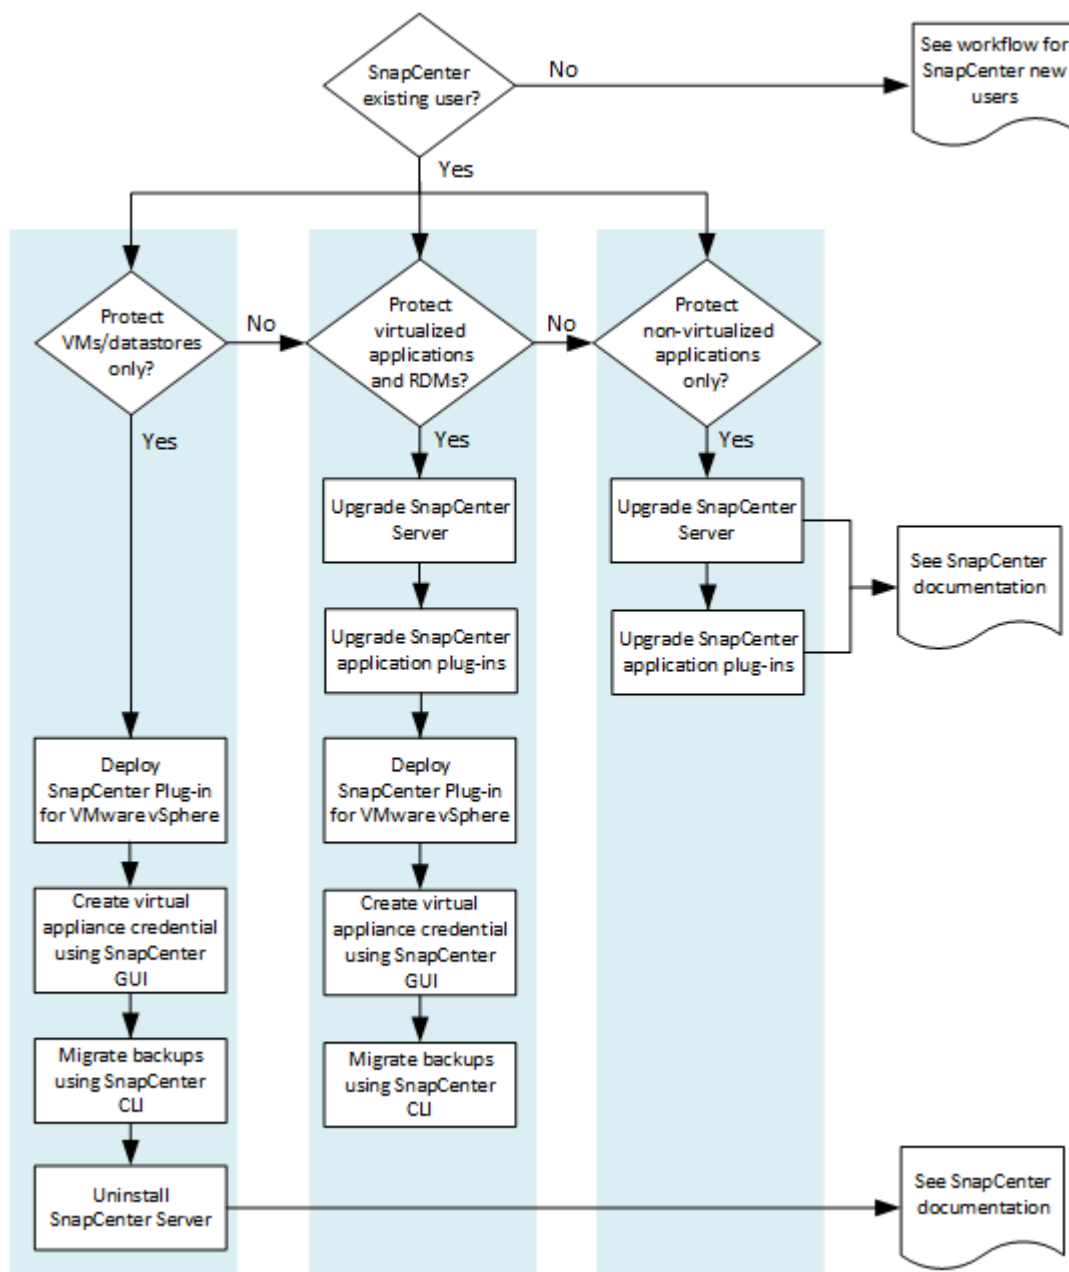 SnapCenter
existing user?
No
See workflow for
SnapCenter new
users
Yes
Protect
VMs/datastores
only?
No
Protect
virtualized
applications
and RDMs?
No
Protect
non-virtualized
applications
only?
Yes
Yes
Yes
Upgrade SnapCenter
Server
Upgrade SnapCenter
Server
See SnapCenter
documentation
Upgrade SnapCenter
application plug-ins
Upgrade SnapCenter
application plug-ins
Deploy
SnapCenter Plug-in
for VMware vSphere
Deploy
SnapCenter Plug-in
for VMware vSphere
Create virtual
appliance credential
using SnapCenter
GUI
Create virtual
appliance credential
using SnapCenter
GUI
Migrate backups
using SnapCenter
CLI
Migrate backups
using SnapCenter
CLI
Uninstall
SnapCenter Server
See SnapCenter
documentation